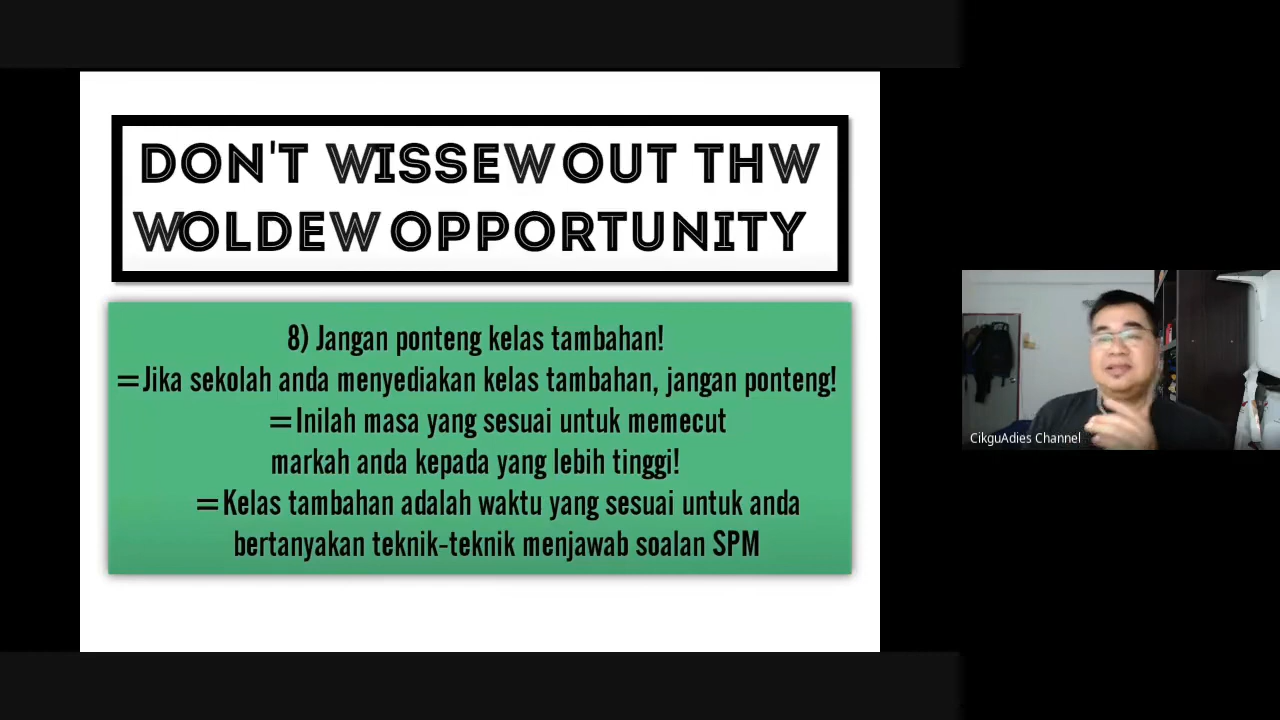 DON'T WISSEW OUT THW
WOLDEW OPPORTUNITY
8) Jangan ponteng kelas tambahan!
=Jika sekolah anda menyediakan kelas tambahan, jangan ponteng!
=Inilah masa yang sesuai untuk memecut
markah anda kepada yang lebih tinggi!
=Kelas tambahan adalah waktu yang sesuai untuk anda
bertanyakan teknik-teknik menjawab soalan SPM
CikguAdies Channel